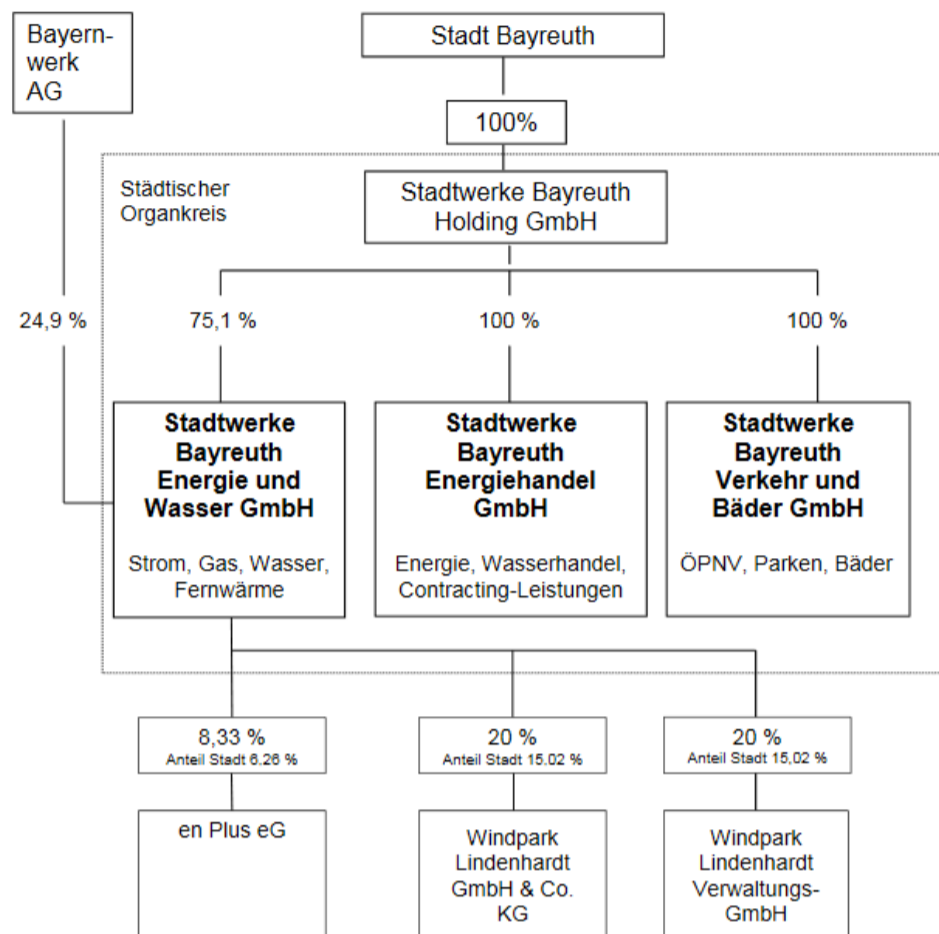 Bayern-
werk
AG
Stadt Bayreuth
100%
Städtischer
Organkreis
Stadtwerke Bayreuth
Holding GmbH
24,9 %
75,1 %
100 %
100 %
Stadtwerke
Bayreuth
Energie und
Wasser GmbH
Strom, Gas, Wasser,
Fernwärme
Stadtwerke
Bayreuth
Energiehandel
GmbH
Energie, Wasserhandel,
Contracting-Leistungen
Stadtwerke
Bayreuth
Verkehr und
Bäder GmbH
ÖPNV, Parken, Bäder
8,33 %
Anteil Stadt 6.26 %
20 %
Anteil Stadt 15.02 %
20 %
Anteil Stadt 15,02 %
en Plus eG
Windpark
Lindenhardt
GmbH & Co.
KG
Windpark
Lindenhardt
Verwaltungs-
GmbH